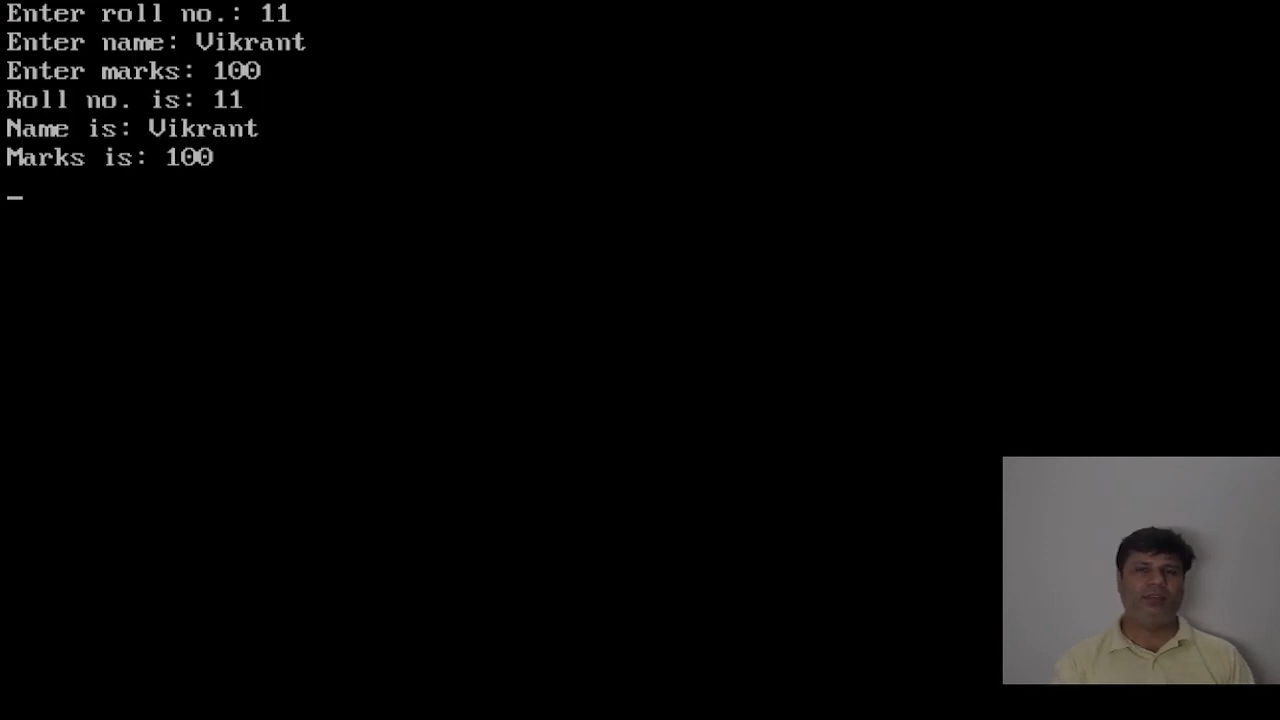 Enter roll no.: 11
Enter name: Vikrant
Enter marks: 100
Roll no. is: 11
Name is: Vikrant
Marks is: 100